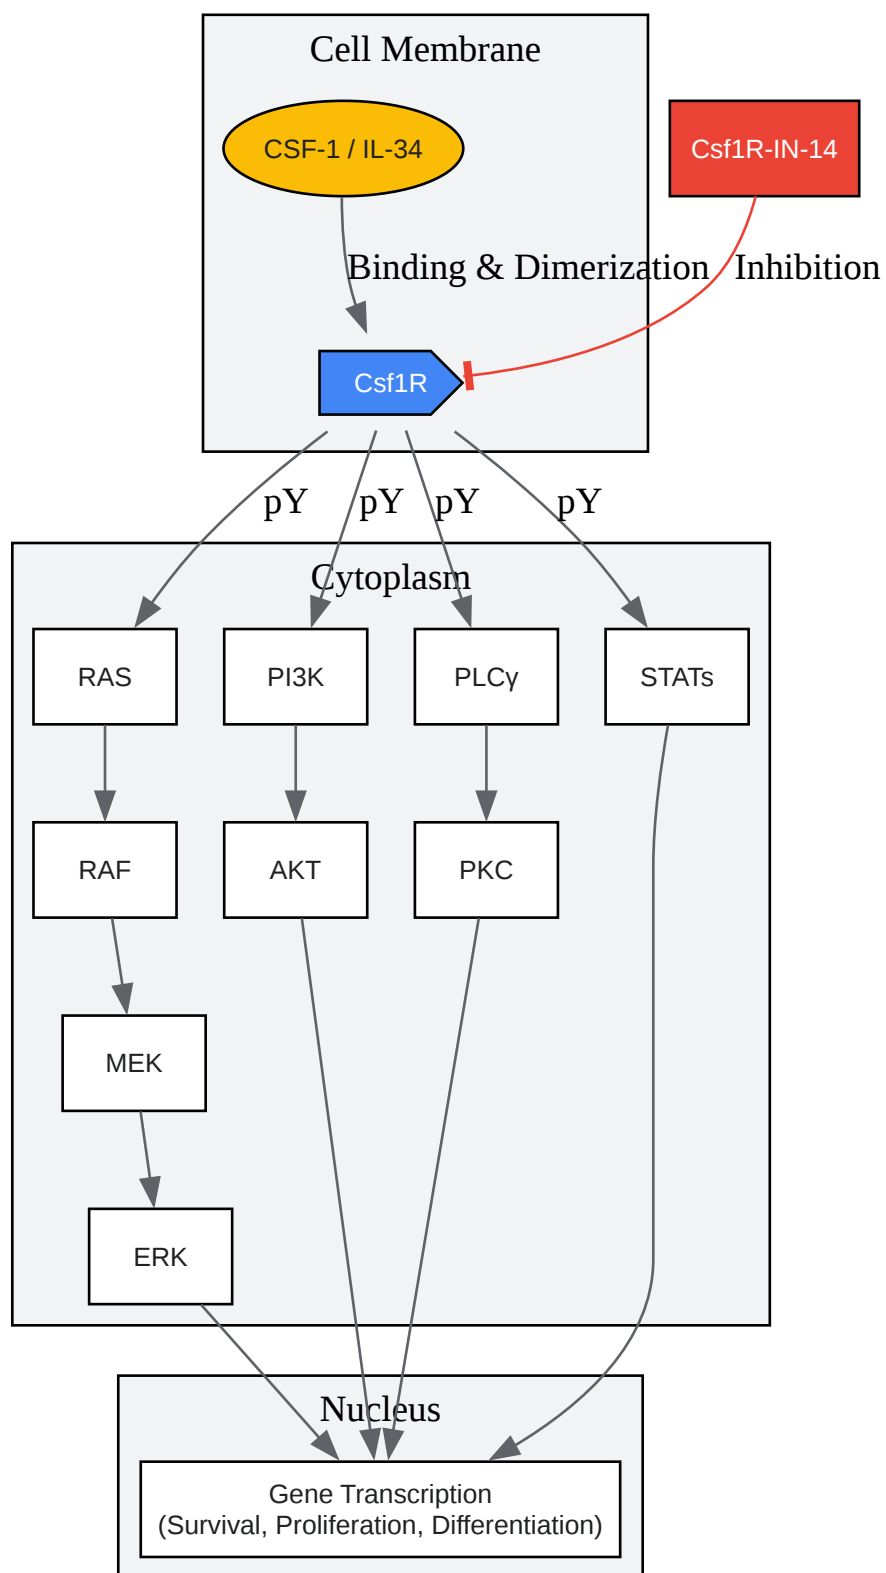 Cell Membrane
CSF-1 / IL-34
Csf1R-IN-14
Binding & Dimerization
Inhibition
Csf1R
pY
pY
pY
pY
Cytoplasm
RAS
PI3K
PLCγ
STATs
RAF
AKT
PKC
MEK
ERK
Nucleus
Gene Transcription
(Survival, Proliferation, Differentiation)